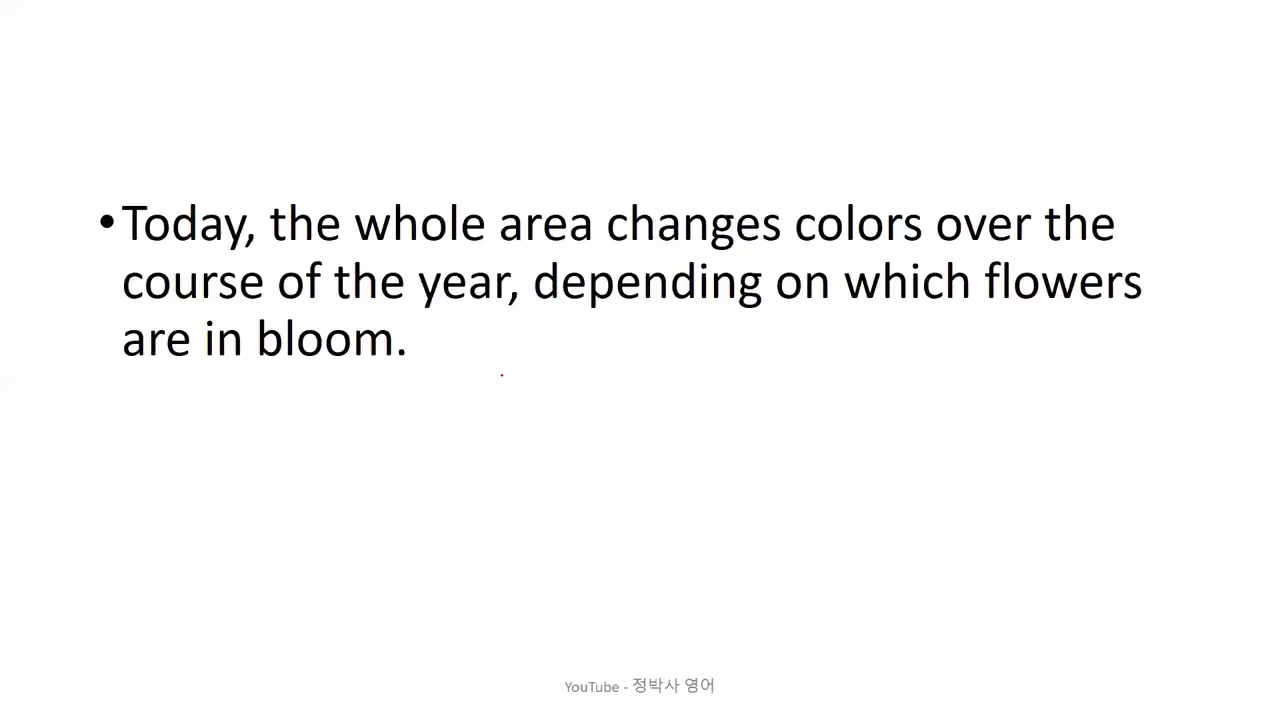 •Today, the whole area changes colors over the
course of the year, depending on which flowers
are in bloom.
YouTube - 정박사 영어